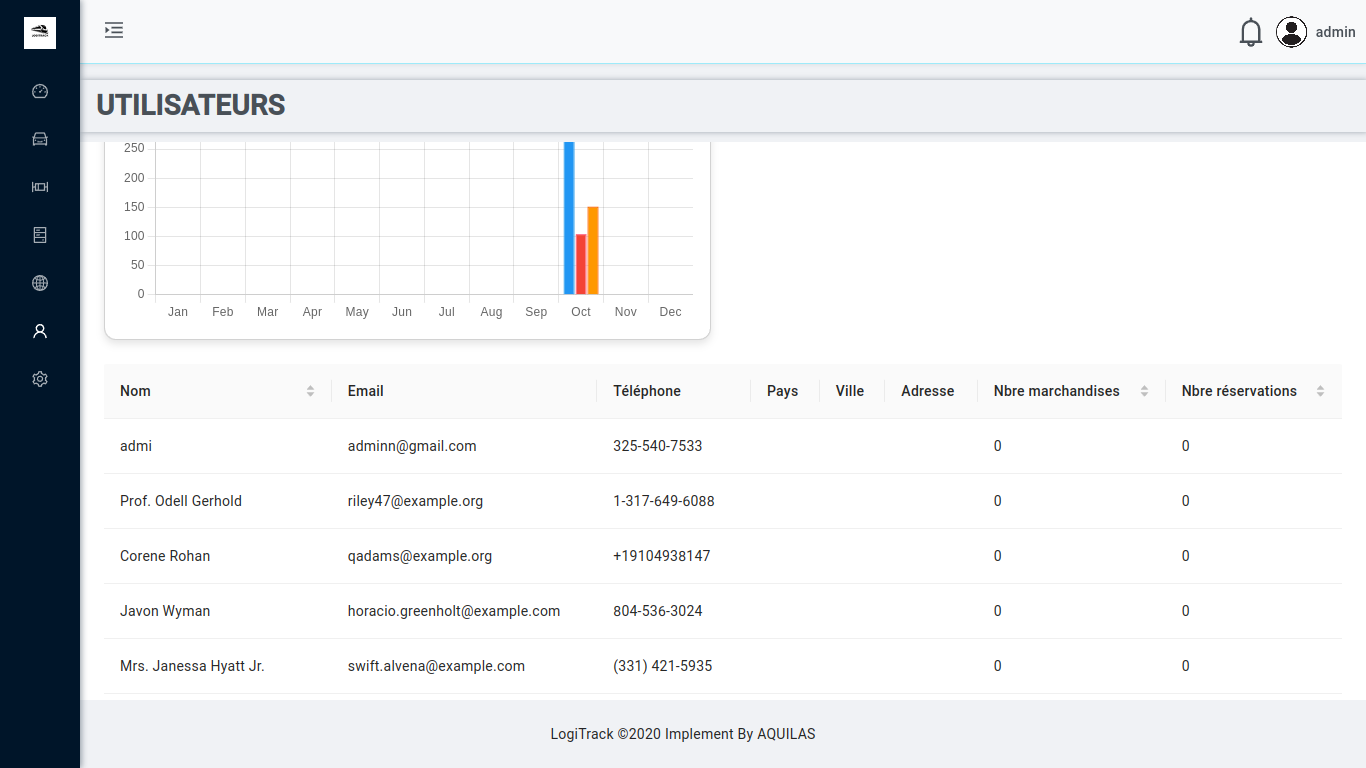 admin
UTILISATEURS
250
200
150
100
50
0
Jan Feb Mar Apr May Jun Jul Aug Sep Oct Nov Dec
Nom Email Téléphone Pays Ville Adresse Nbre marchandises Nbre réservations
admi adminn@gmail.com 325-540-7533 0 0
Prof. Odell Gerhold riley47@example.org 1-317-649-6088 0 0
Corene Rohan qadams@example.org +19104938147 0 0
Javon Wyman horacio.greenholt@example.com 804-536-3024 0 0
Mrs. Janessa Hyatt Jr. swift.alvena@example.com (331) 421-5935 0 0
LogiTrack ©2020 Implement By AQUILAS